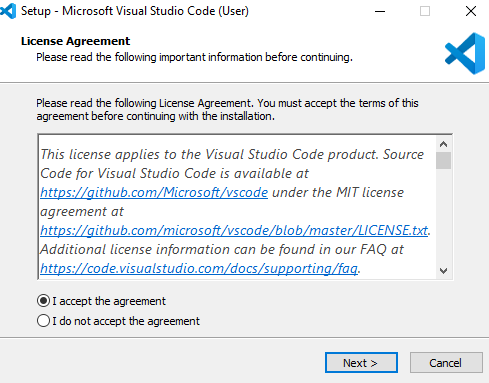 Setup - Microsoft Visual Studio Code (User)
License Agreement
Please read the following important information before continuing.
Please read the following License Agreement. You must accept the terms of this
agreement before continuing with the installation.
This license applies to the Visual Studio Code product. Source
Code for Visual Studio Code is available at
https://github.com/Microsoft/vscode under the MIT license
agreement at
https://github.com/microsoft/vscode/blob/master/LICENSE.txt.
Additional license information can be found in our FAQ at
https://code.visualstudio.com/docs/supporting/faq.
I accept the agreement
I do not accept the agreement
Next >
Cancel